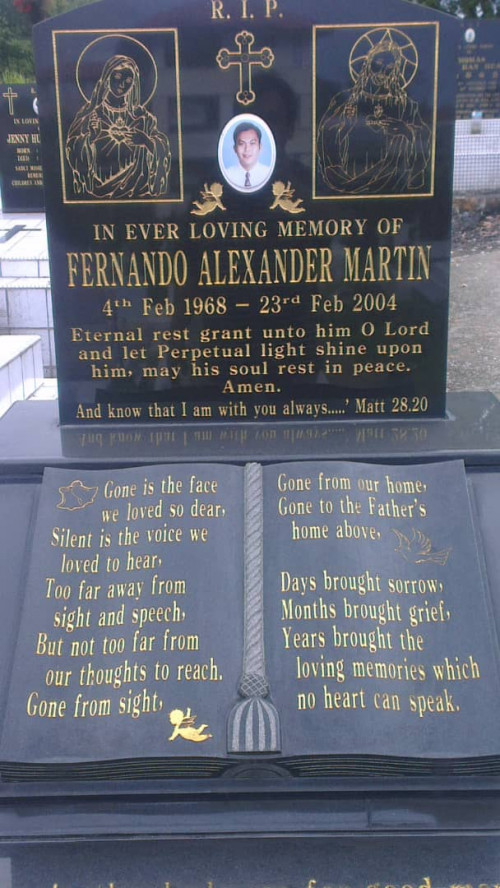 R. I. P.
IN EVER LOVING MEMORY OF
FERNANDO ALEXANDER MARTIN
4th Feb 1968 – 23rd Feb 2004
Eternal rest grant unto him O Lord
and let Perpetual light shine upon
him, may his soul rest in peace.
Amen.
And know that I am with you always.....' Matt 28.20
Gone is the face
we loved so dear,
Silent is the voice we
loved to hear,
Too far away from
sight and speech,
But not too far from
our thoughts to reach.
Gone from sight,
Gone from our home,
Gone to the Father's
home above,
Days brought sorrow,
Months brought grief,
Years brought the
loving memories which
no heart can speak.
JENNY